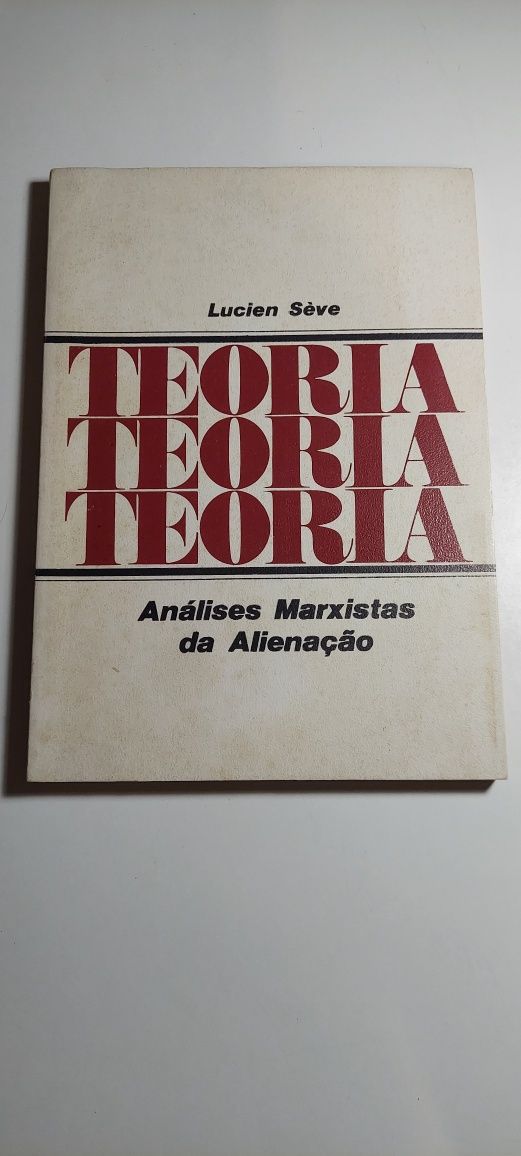 Lucien Sève
TEORIA
TEORIA
TEORIA
Análises Marxistas
da Alienação